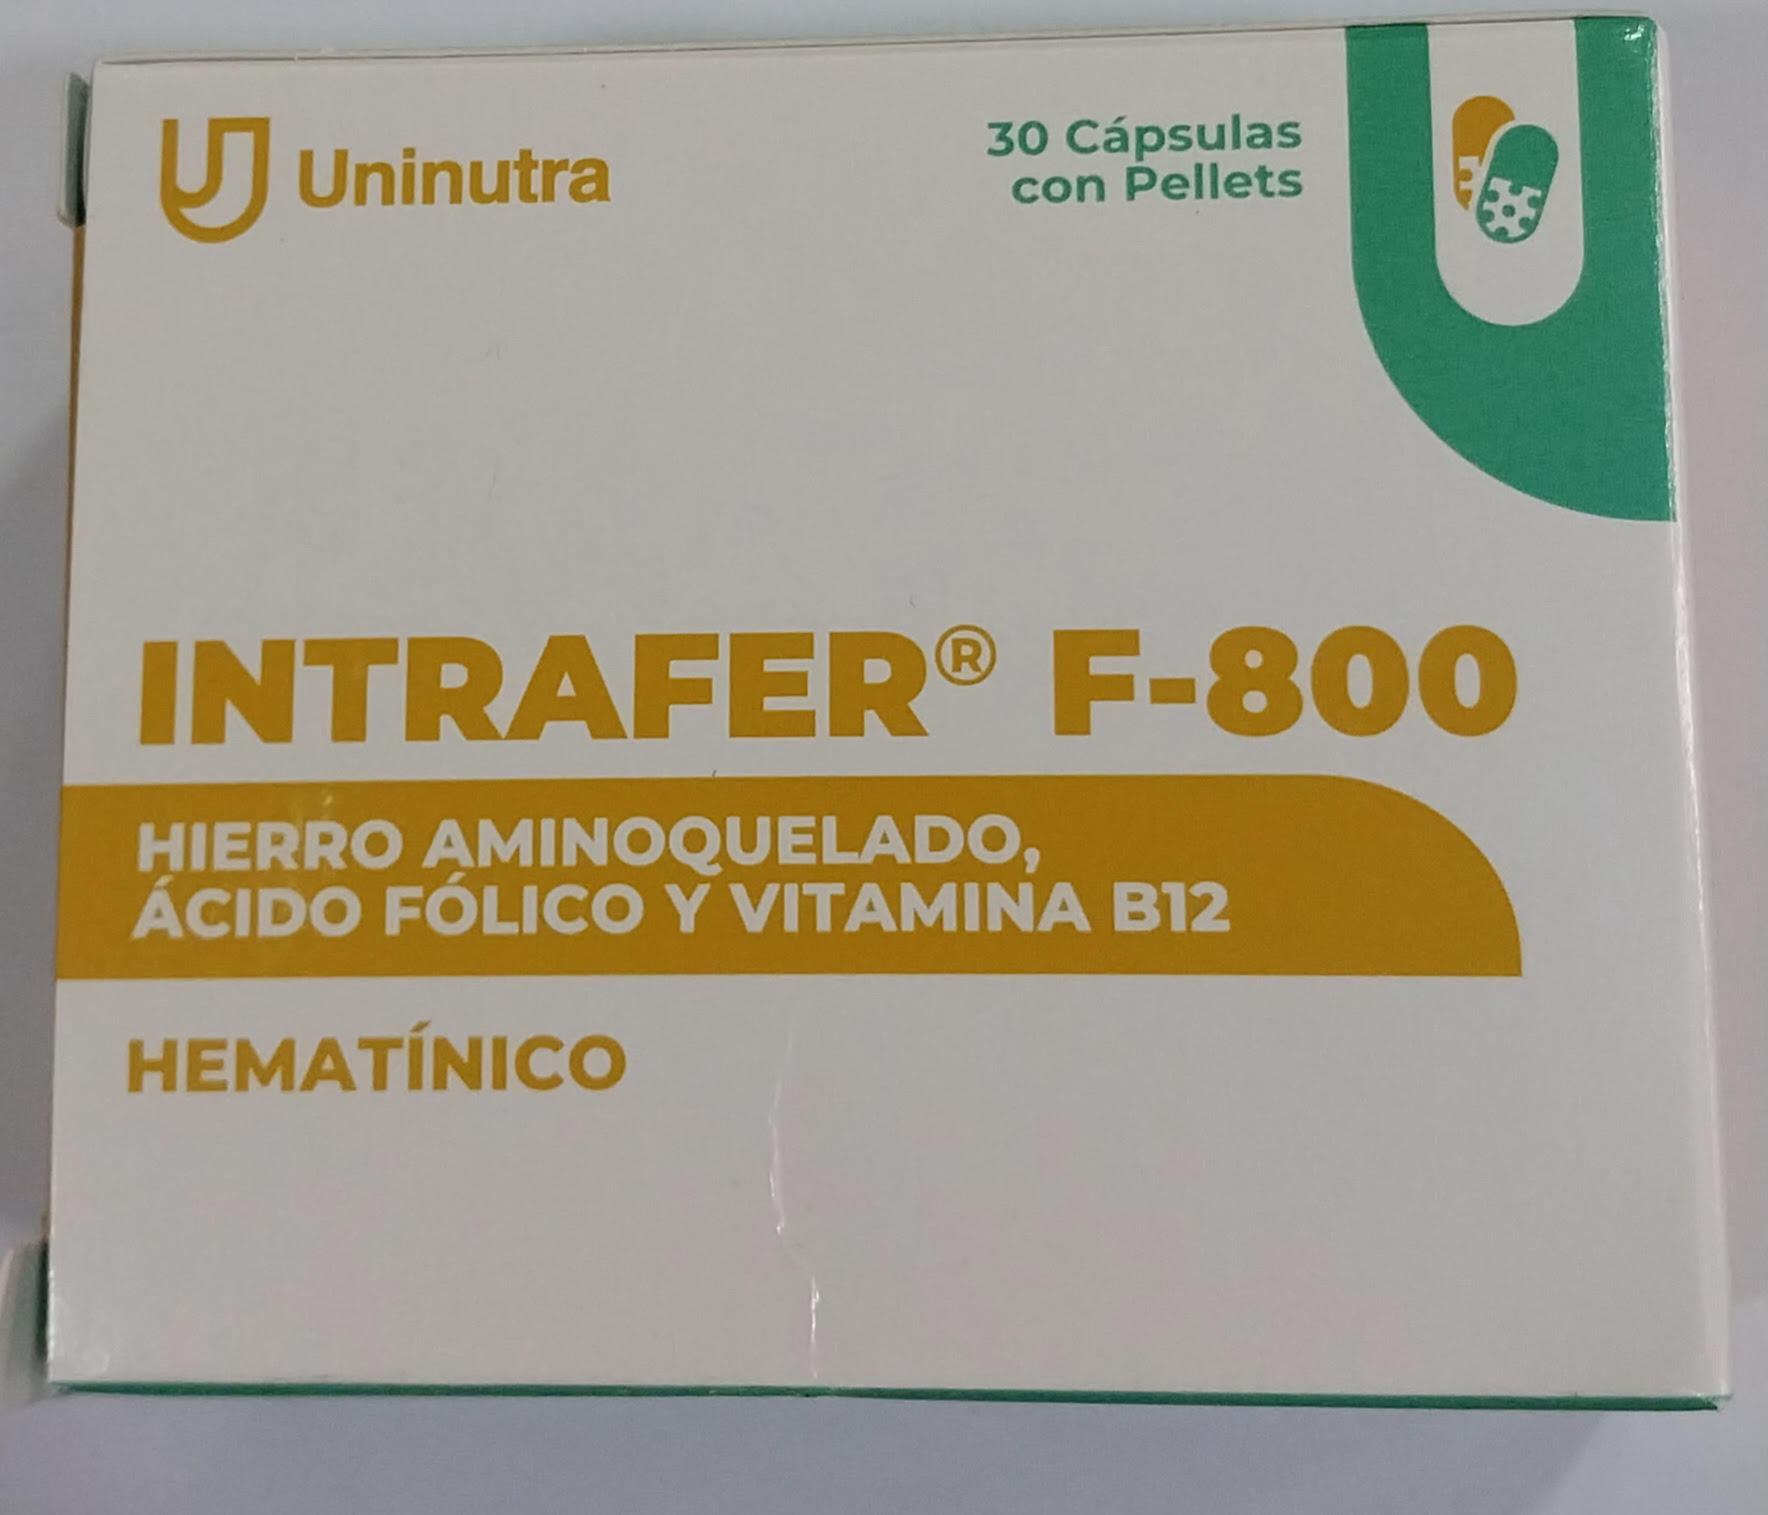 Uninutra
30 Cápsulas
con Pellets
INTRAFER® F-800
HIERRO AMINOQUELADO,
ÁCIDO FÓLICO Y VITAMINA B12
HEMATÍNICO